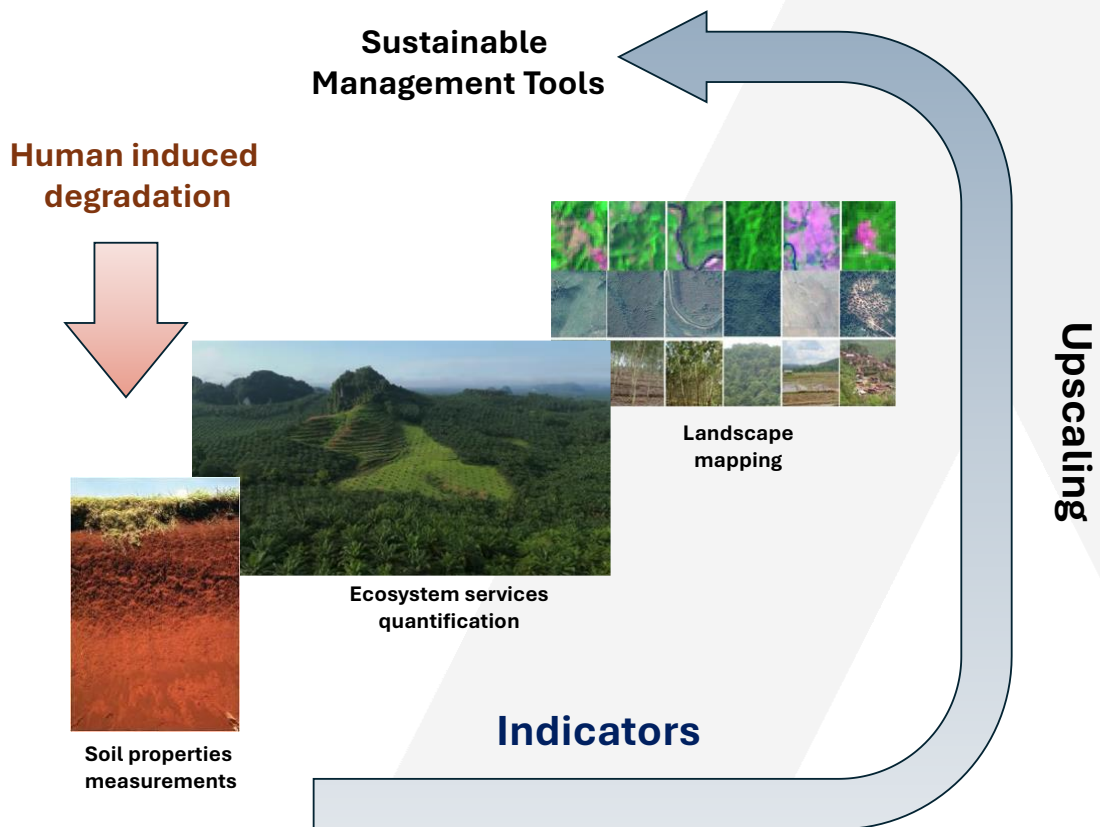 Sustainable
Management Tools
Human induced
degradation
Landscape
mapping
Upscaling
Ecosystem services
quantification
Indicators
Soil properties
measurements